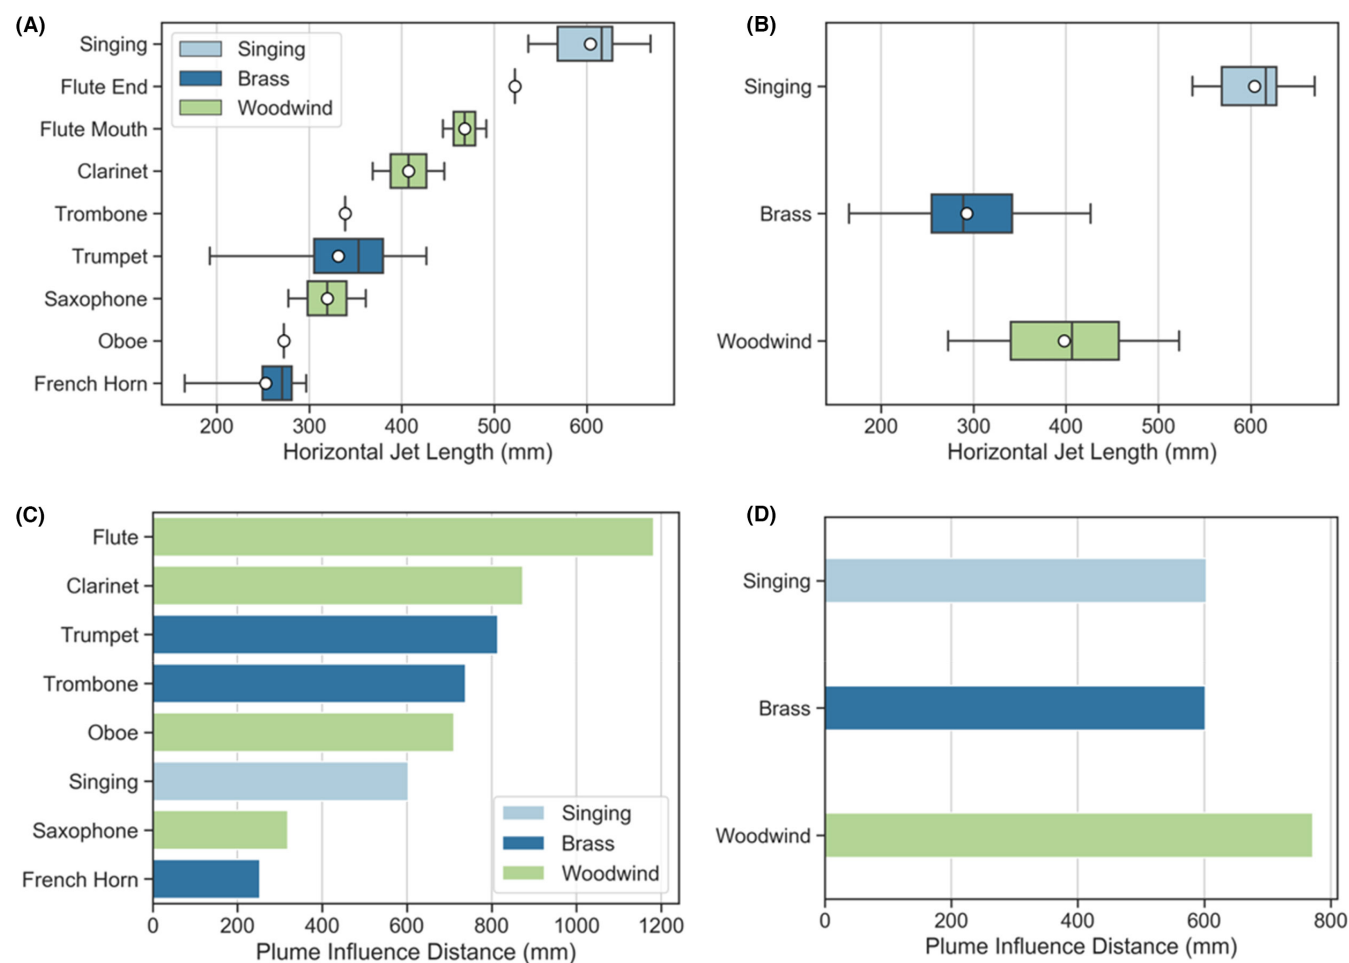 (A)
Singing
Flute End
Flute Mouth
Clarinet
Trombone
Trumpet
Saxophone
Oboe
French Horn
Singing
Brass
Woodwind
200 300 400 500 600
Horizontal Jet Length (mm)
(B)
Singing
Brass
Woodwind
200 300 400 500 600
Horizontal Jet Length (mm)
(C)
Flute
Clarinet
Trumpet
Trombone
Oboe
Singing
Saxophone
French Horn
Singing
Brass
Woodwind
0 200 400 600 800 1000 1200
Plume Influence Distance (mm)
(D)
Singing
Brass
Woodwind
0 200 400 600 800
Plume Influence Distance (mm)